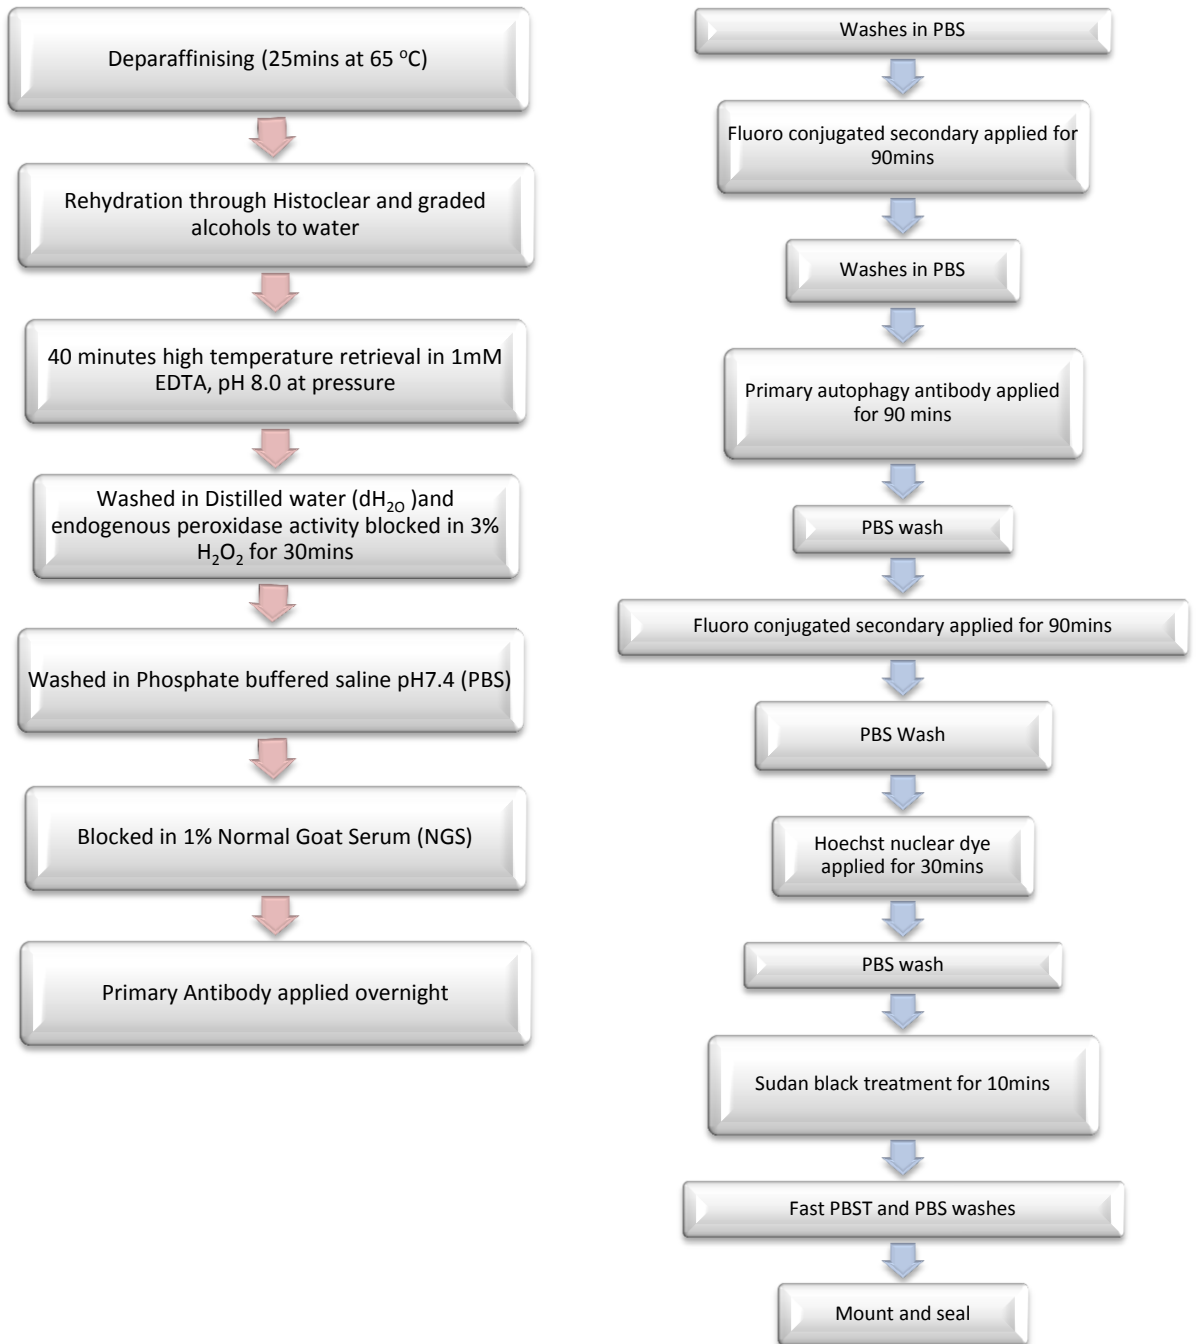 Deparaffinising (25mins at 65 °C)
Rehydration through Histoclear and graded
alcohols to water
40 minutes high temperature retrieval in 1mM
EDTA, pH 8.0 at pressure
Washed in Distilled water (dH₂₀ )and
endogenous peroxidase activity blocked in 3%
H₂O₂ for 30mins
Washed in Phosphate buffered saline pH7.4 (PBS)
Blocked in 1% Normal Goat Serum (NGS)
Primary Antibody applied overnight
Washes in PBS
Fluoro conjugated secondary applied for
90mins
Washes in PBS
Primary autophagy antibody applied
for 90 mins
PBS wash
Fluoro conjugated secondary applied for 90mins
PBS Wash
Hoechst nuclear dye
applied for 30mins
PBS wash
Sudan black treatment for 10mins
Fast PBST and PBS washes
Mount and seal